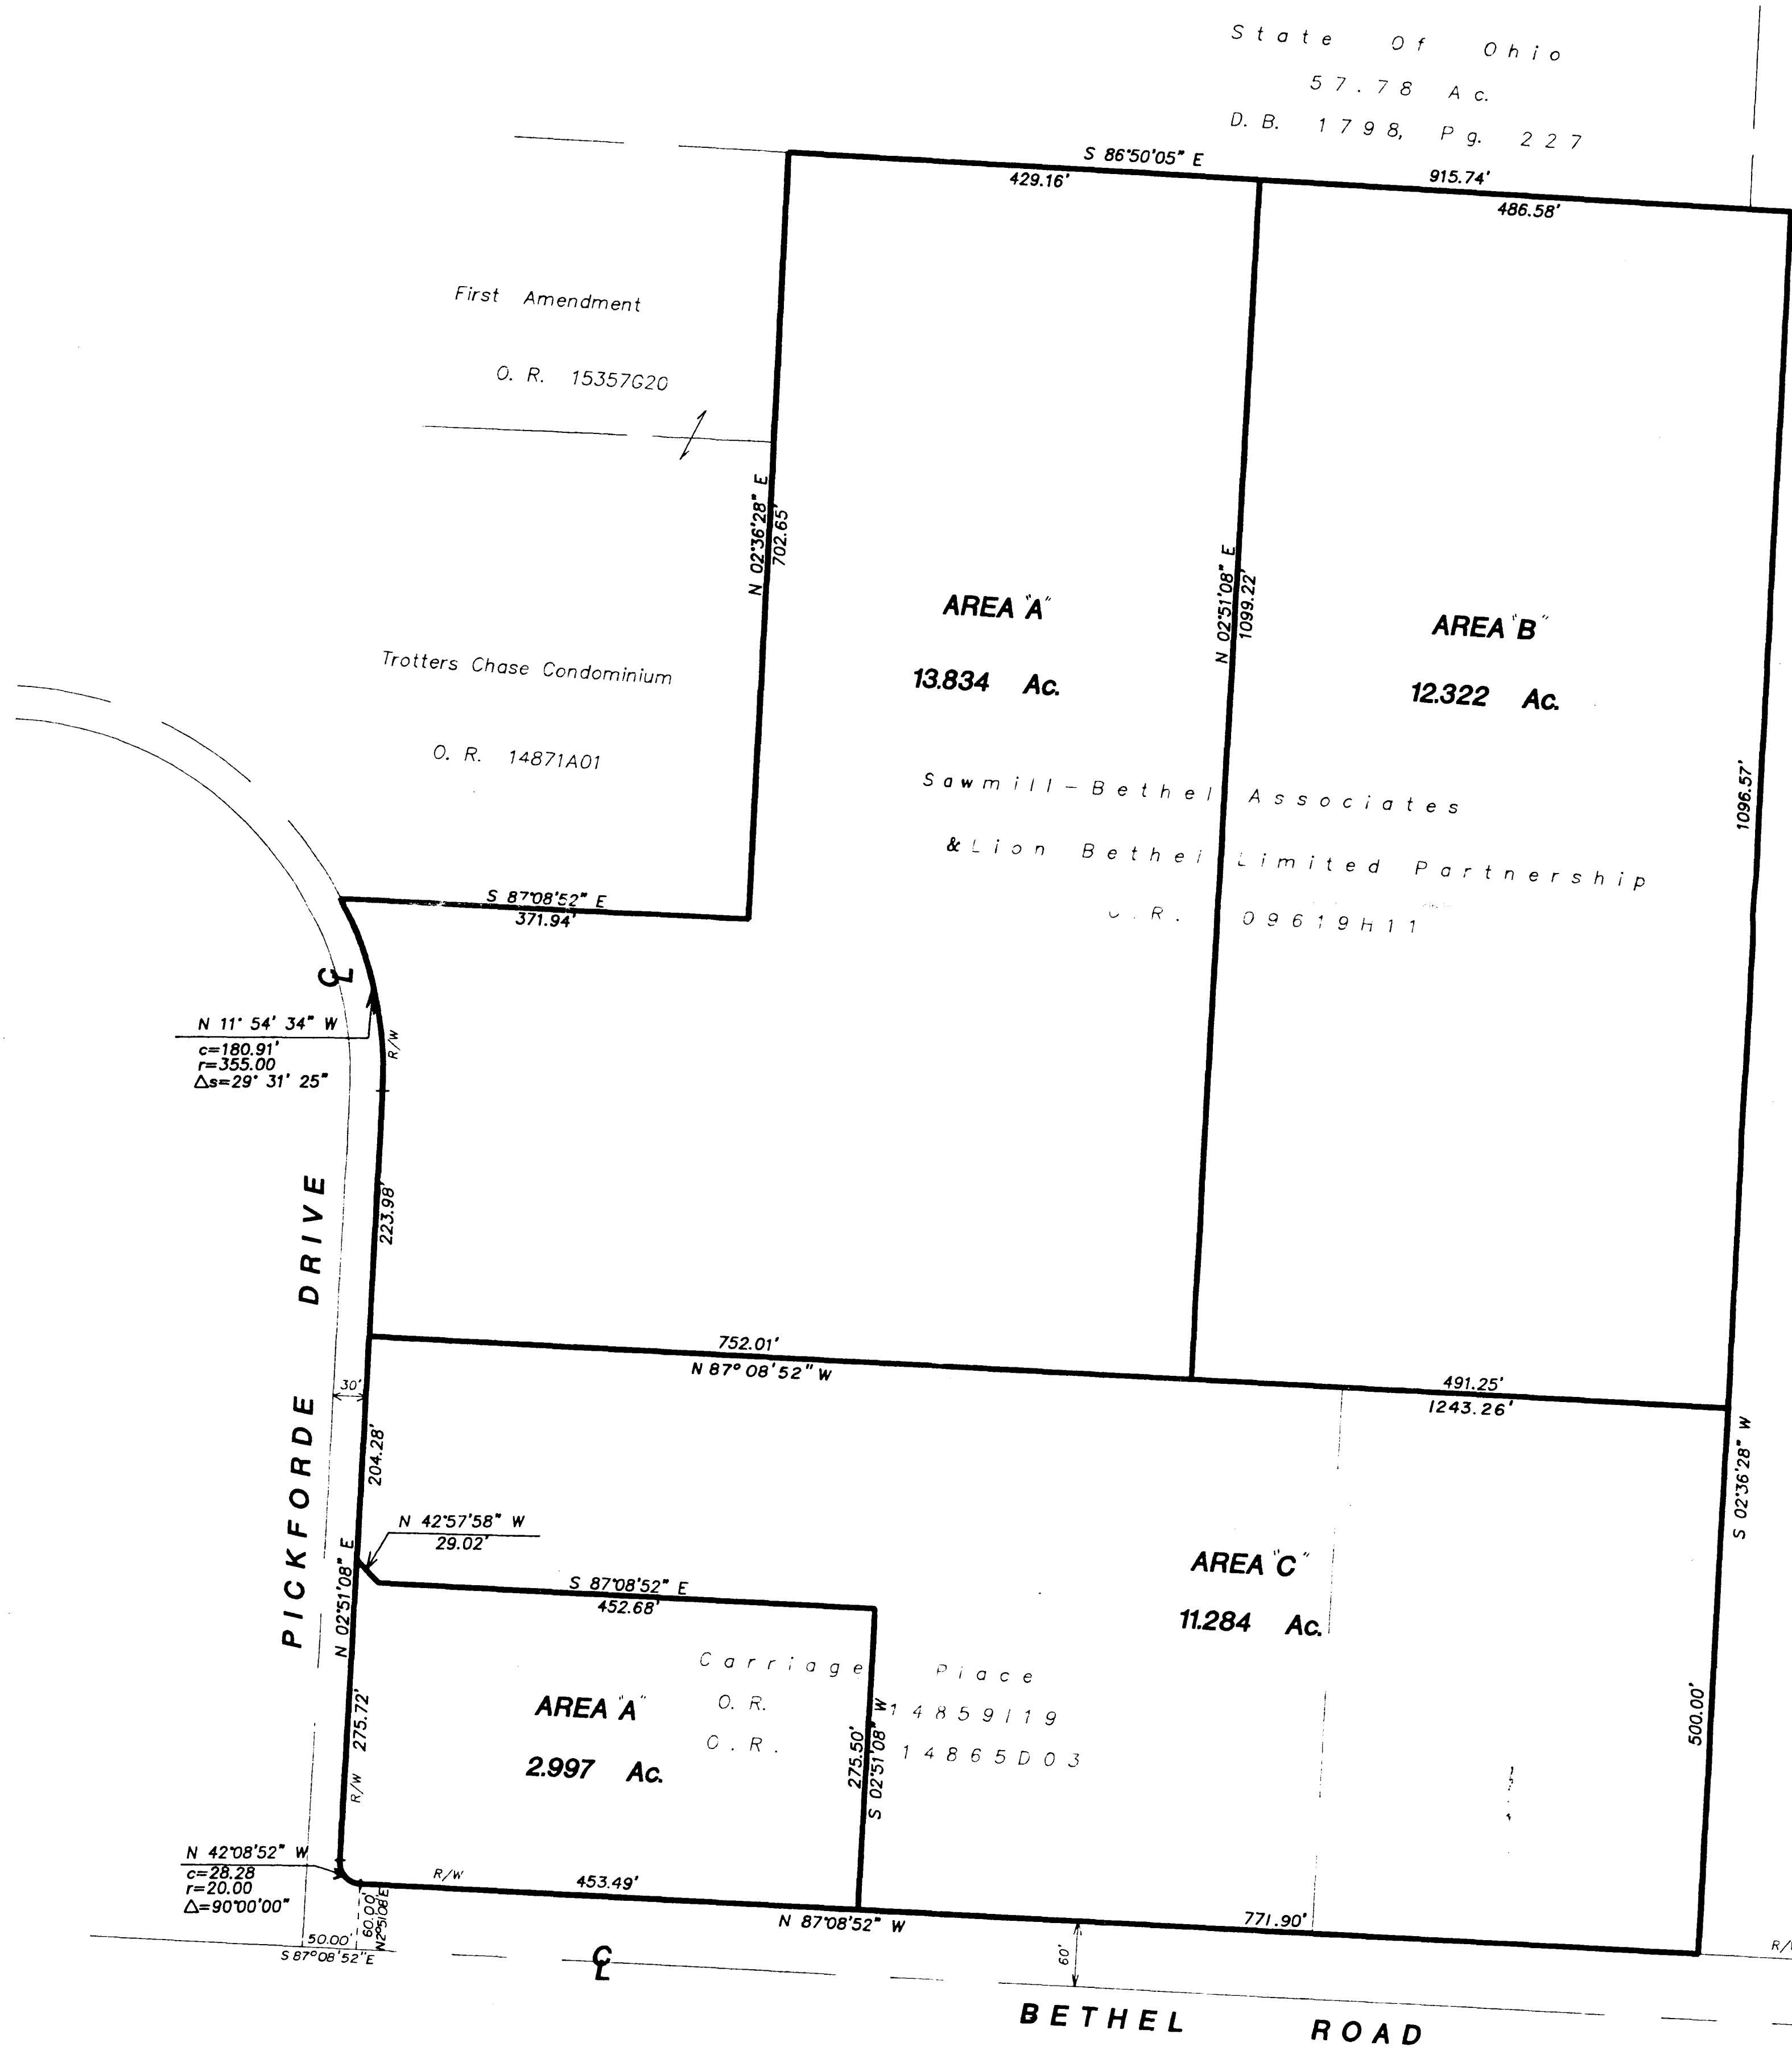 State Of Ohio
57.78 Ac.
D. B. 1798, Pg. 227
S 86°50'05" E
429.16'
915.74'
486.58'
First Amendment
O. R. 15357G20
N 02°36'28" E
702.65'
N 02°51'08" E
1099.22'
AREA "A"
13.834 Ac.
AREA "B"
12.322 Ac.
Trotters Chase Condominium
O. R. 14871A01
Sawmill-Bethel Associates
& Lion Bethel Limited Partnership
O. R. 09619H11
1096.57'
S 87°08'52" E
371.94'
CL
N 11° 54' 34" W
c=180.91'
r=355.00
Δs=29° 31' 25"
R/W
223.98'
PICKFORDE DRIVE
752.01'
N 87° 08'52" W
491.25'
1243.26'
30'
204.28'
S 02°36'28" W
N 42°57'58" W
29.02'
N 02°51'08" E
S 87°08'52" E
452.68'
AREA "C"
11.284 Ac.
Carriage Place
O. R. 14859I19
O. R. 14865D03
AREA "A"
2.997 Ac.
275.72'
R/W
275.50'
S 02°51'08" W
500.00'
N 42°08'52" W
c=28.28
r=20.00
Δ=90°00'00"
R/W
453.49'
N 87°08'52" W
771.90'
60.00'
N2°51'08"E
50.00'
S 87°08'52"E
CL
60'
R/
BETHEL ROAD